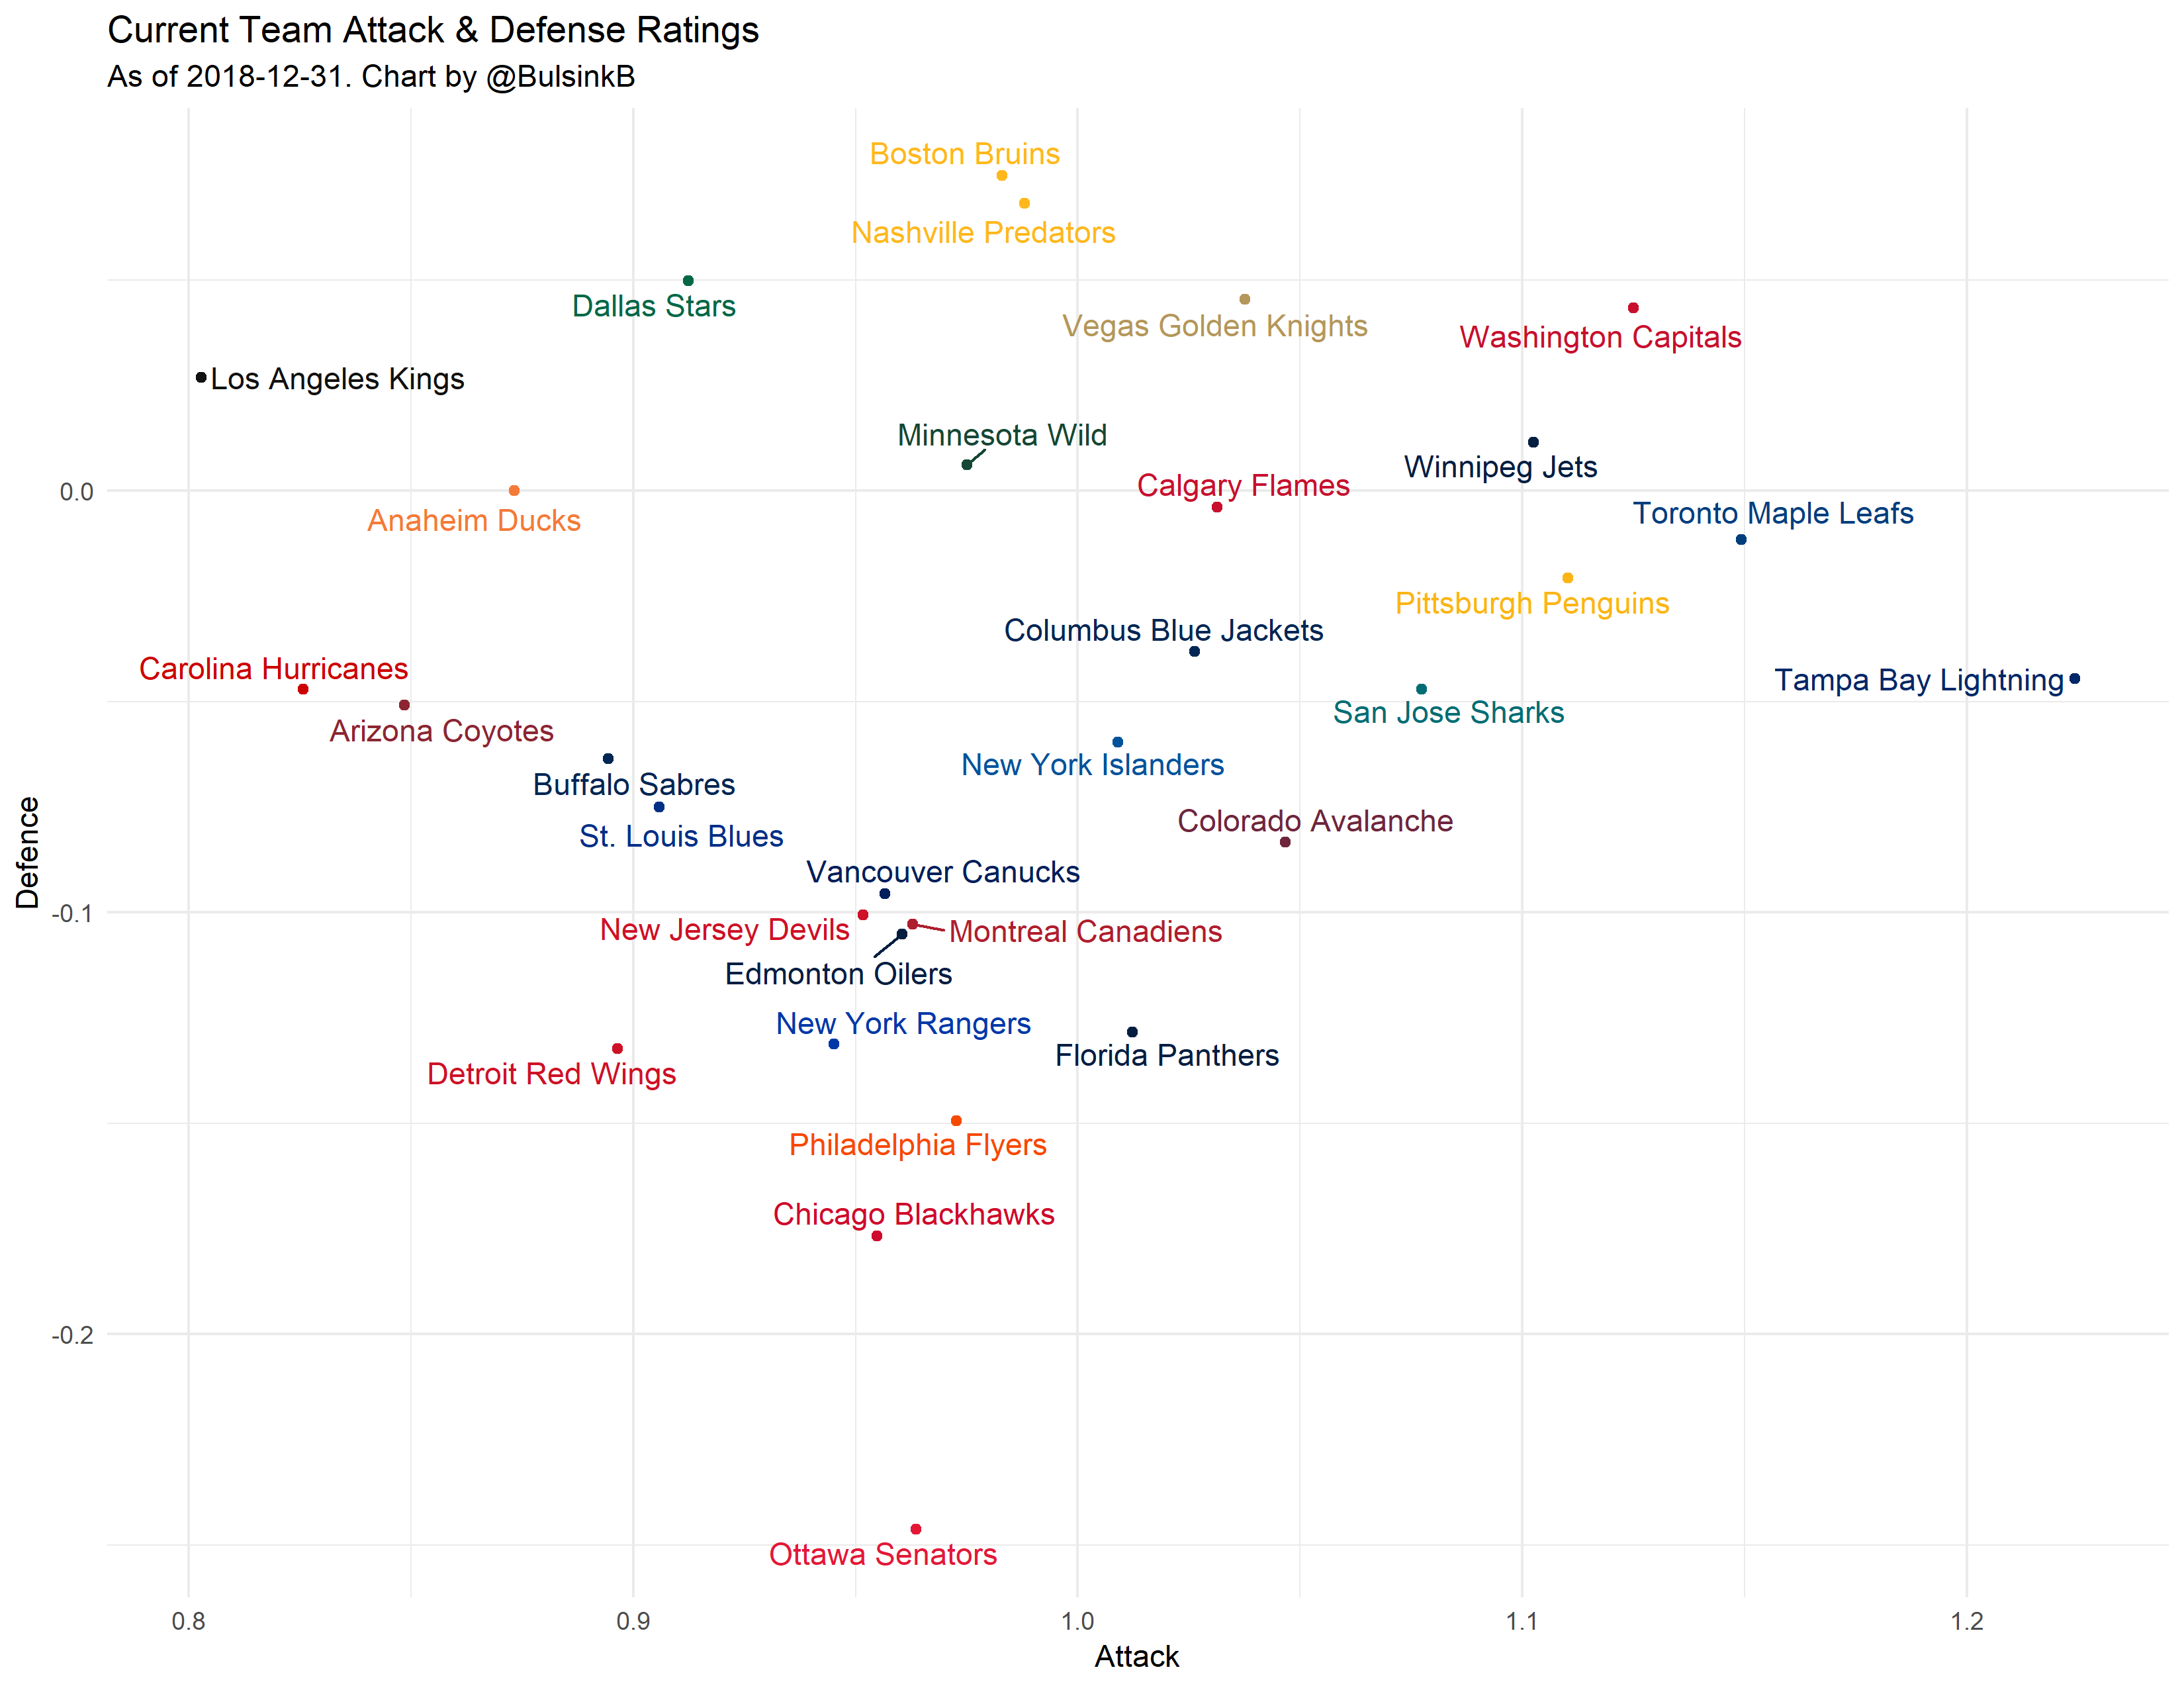 Current Team Attack & Defense Ratings
As of 2018-12-31. Chart by @BulsinkB
Boston Bruins
Nashville Predators
Dallas Stars
Vegas Golden Knights
Washington Capitals
Los Angeles Kings
Minnesota Wild
Winnipeg Jets
Calgary Flames
0.0
Anaheim Ducks
Toronto Maple Leafs
Pittsburgh Penguins
Columbus Blue Jackets
Carolina Hurricanes
Tampa Bay Lightning
San Jose Sharks
Arizona Coyotes
New York Islanders
Buffalo Sabres
St. Louis Blues
Colorado Avalanche
Defence
Vancouver Canucks
-0.1
New Jersey Devils
Montreal Canadiens
Edmonton Oilers
New York Rangers
Florida Panthers
Detroit Red Wings
Philadelphia Flyers
Chicago Blackhawks
-0.2
Ottawa Senators
0.8 0.9 1.0 1.1 1.2
Attack